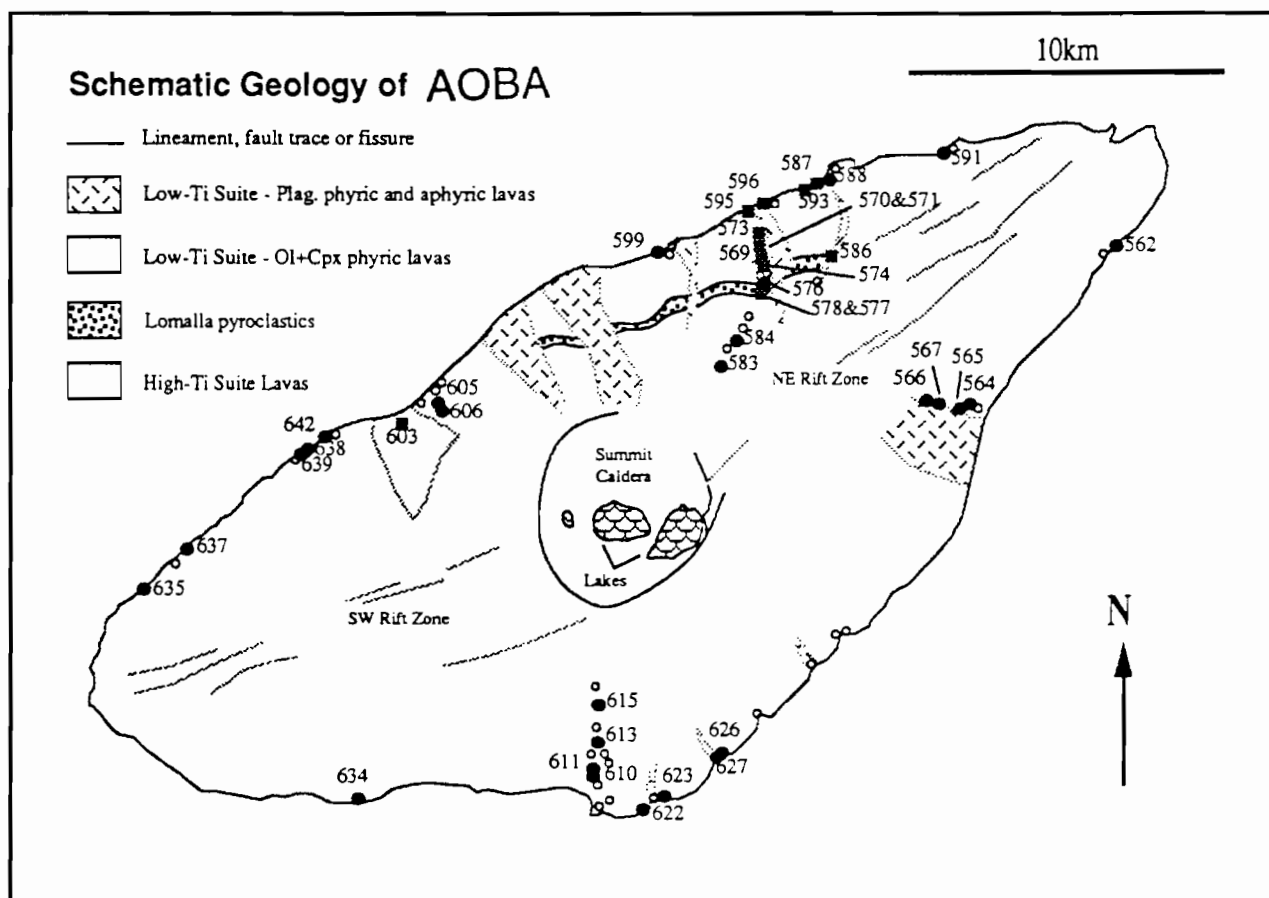 10km
Schematic Geology of AOBA
Lineament, fault trace or fissure
Low-Ti Suite - Plag. phyric and aphyric lavas
Low-Ti Suite - Ol+Cpx phyric lavas
Lomalla pyroclastics
High-Ti Suite Lavas
591
587
588
596
593
595
570&571
573
569
586
574
576
578&577
599
562
584
583
NE Rift Zone
567
565
566
564
605
606
603
642
638
639
637
635
Summit
Caldera
Lakes
SW Rift Zone
N
615
613
611
610
626
627
623
622
634